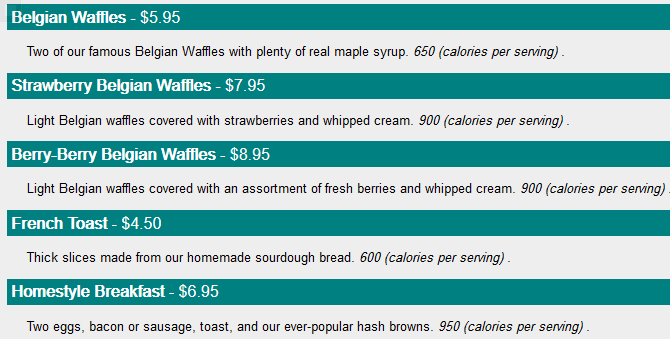 Belgian Waffles - $5.95
Two of our famous Belgian Waffles with plenty of real maple syrup. 650 (calories per serving) .
Strawberry Belgian Waffles - $7.95
Light Belgian waffles covered with strawberries and whipped cream. 900 (calories per serving) .
Berry-Berry Belgian Waffles - $8.95
Light Belgian waffles covered with an assortment of fresh berries and whipped cream. 900 (calories per serving) .
French Toast - $4.50
Thick slices made from our homemade sourdough bread. 600 (calories per serving) .
Homestyle Breakfast - $6.95
Two eggs, bacon or sausage, toast, and our ever-popular hash browns. 950 (calories per serving) .